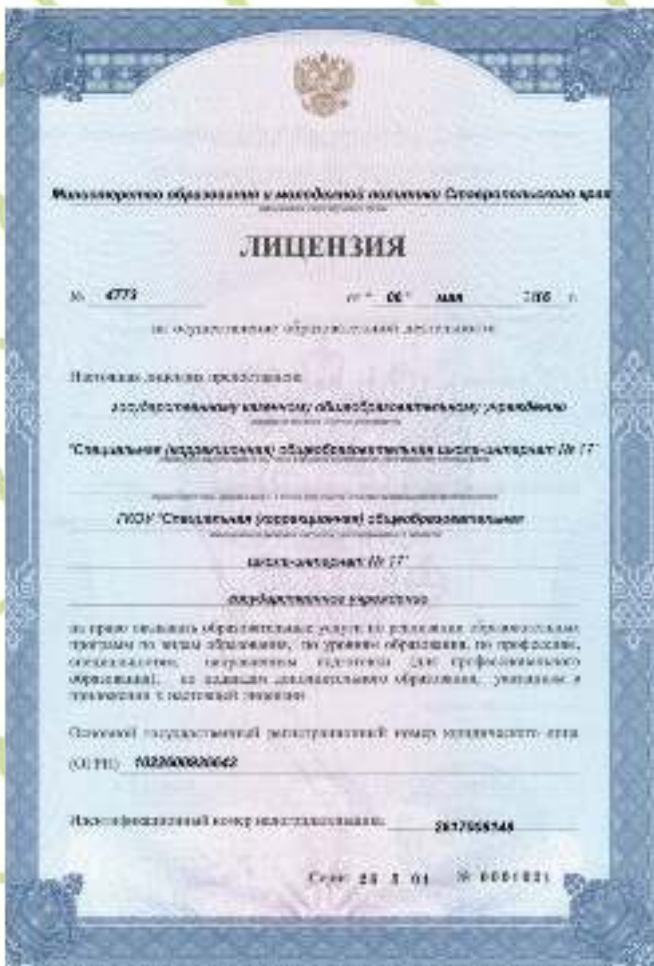 Министерство образования и молодежной политики Ставропольского края
ЛИЦЕНЗИЯ
№ 4773 от " 06 " мая г.
на осуществление образовательной деятельности
Настоящая лицензия предоставлена
государственному казенному общеобразовательному учреждению
"Специальная (коррекционная) общеобразовательная школа-интернат № 17"
ГКОУ "Специальная (коррекционная) общеобразовательная
школа-интернат № 17"
государственное учреждение
на право оказывать образовательные услуги по реализации образовательных
программ по видам образования, по уровням образования, по профессиям,
специальностям, направлениям подготовки (для профессионального
образования), по подвидам дополнительного образования, указанным в
приложении к настоящей лицензии
Основной государственный регистрационный номер юридического лица
(ОГРН)
Идентификационный номер налогоплательщика
Серия 26 Л 01 №